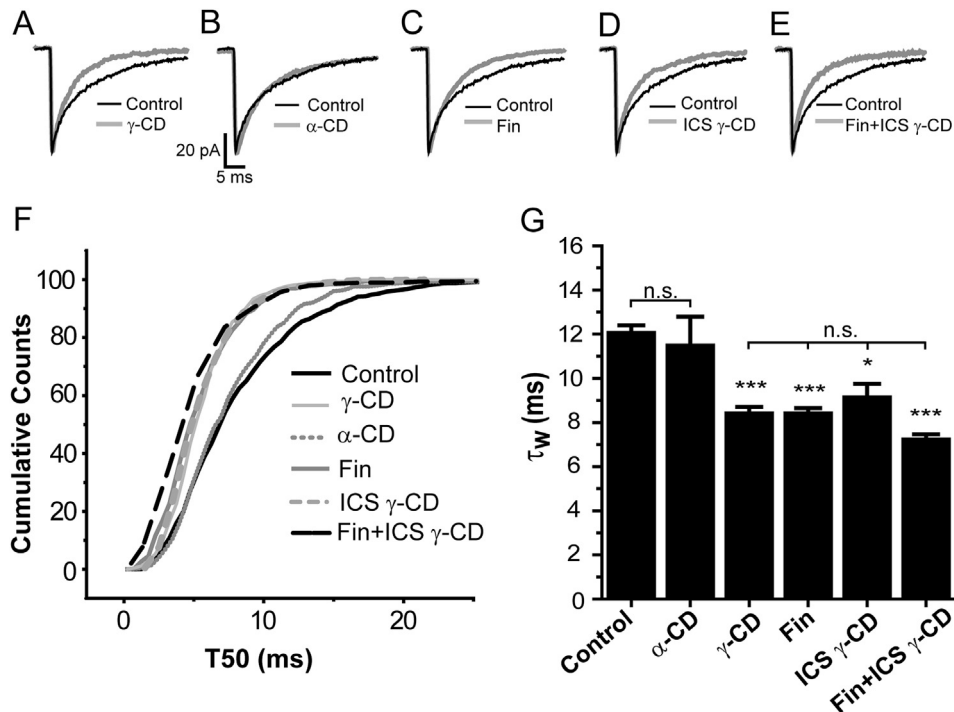 A
B
C
D
E
Control
γ-CD
Control
α-CD
Control
Fin
Control
ICS γ-CD
Control
Fin+ICS γ-CD
20 pA
5 ms
F
G
100
80
60
40
20
0
Cumulative Counts
Control
γ-CD
α-CD
Fin
ICS γ-CD
Fin+ICS γ-CD
0
10
20
T50 (ms)
16
14
12
10
8
6
4
2
0
τw (ms)
n.s.
n.s.
***
***
*
***
Control
α-CD
γ-CD
Fin
ICS γ-CD
Fin+ICS γ-CD